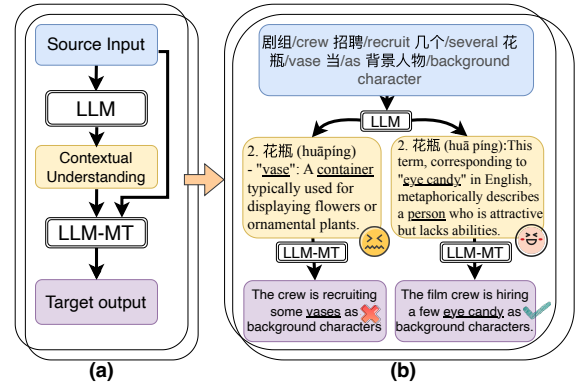 Source Input
LLM
Contextual
Understanding
LLM-MT
Target output
(a)
剧组/crew 招聘/recruit 几个/several 花
瓶/vase 当/as 背景人物/background
character
LLM
2. 花瓶 (huāpíng)
- "vase": A container
typically used for
displaying flowers or
ornamental plants.
LLM-MT
The crew is recruiting
some vases as
background characters
2. 花瓶 (huā píng):This
term, corresponding to
"eye candy" in English,
metaphorically describes
a person who is attractive
but lacks abilities.
LLM-MT
The film crew is hiring
a few eye candy as
background characters.
(b)